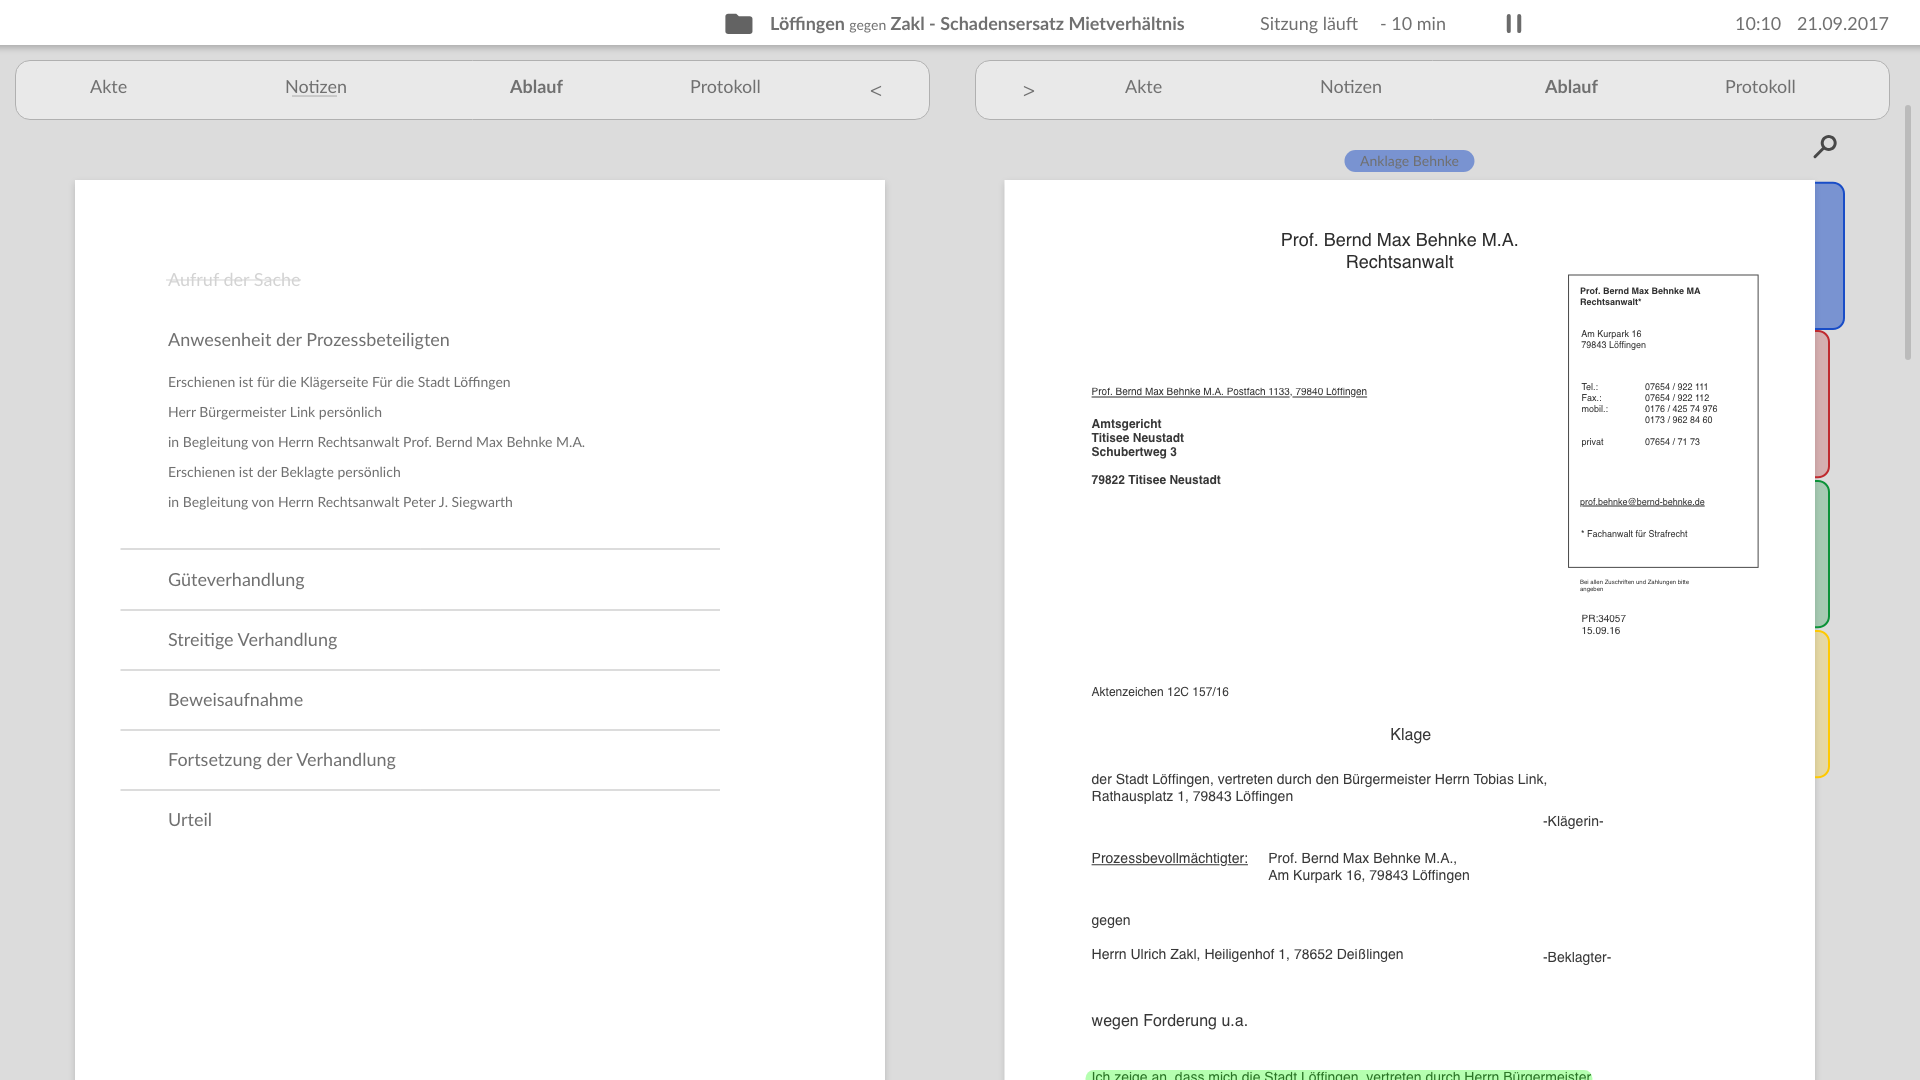 Löffingen gegen Zakl - Schadensersatz Mietverhältnis
Sitzung läuft - 10 min
10:10 21.09.2017
Akte Notizen Ablauf Protokoll <
> Akte Notizen Ablauf Protokoll
Aufruf der Sache
Anwesenheit der Prozessbeteiligten
Erschienen ist für die Klägerseite Für die Stadt Löffingen
Herr Bürgermeister Link persönlich
in Begleitung von Herrn Rechtsanwalt Prof. Bernd Max Behnke M.A.
Erschienen ist der Beklagte persönlich
in Begleitung von Herrn Rechtsanwalt Peter J. Siegwarth
Güteverhandlung
Streitige Verhandlung
Beweisaufnahme
Fortsetzung der Verhandlung
Urteil
Anklage Behnke
Prof. Bernd Max Behnke M.A.
Rechtsanwalt
Prof. Bernd Max Behnke MA
Rechtsanwalt*
Am Kurpark 16
79843 Löffingen
Tel.: 07654 / 922 111
Fax.: 07654 / 922 112
mobil.: 0176 / 425 74 976
0173 / 962 84 60
privat 07654 / 71 73
prof.behnke@bernd-behnke.de
* Fachanwalt für Strafrecht
Bei allen Zuschriften und Zahlungen bitte
angeben
PR:34057
15.09.16
Prof. Bernd Max Behnke M.A. Postfach 1133, 79840 Löffingen
Amtsgericht
Titisee Neustadt
Schubertweg 3
79822 Titisee Neustadt
Aktenzeichen 12C 157/16
Klage
der Stadt Löffingen, vertreten durch den Bürgermeister Herrn Tobias Link,
Rathausplatz 1, 79843 Löffingen
-Klägerin-
Prozessbevollmächtigter: Prof. Bernd Max Behnke M.A.,
Am Kurpark 16, 79843 Löffingen
gegen
Herrn Ulrich Zakl, Heiligenhof 1, 78652 Deißlingen
-Beklagter-
wegen Forderung u.a.
Ich zeige an, dass mich die Stadt Löffingen, vertreten durch Herrn Bürgermeister